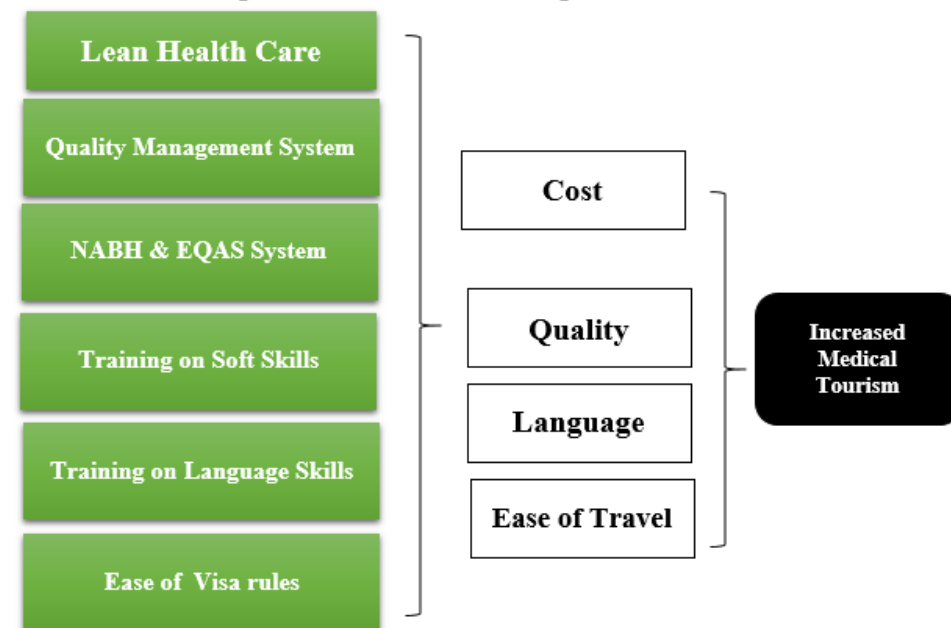 Lean Health Care
Quality Management System
NABH & EQAS System
Training on Soft Skills
Training on Language Skills
Ease of Visa rules
Cost
Quality
Language
Ease of Travel
Increased
Medical
Tourism